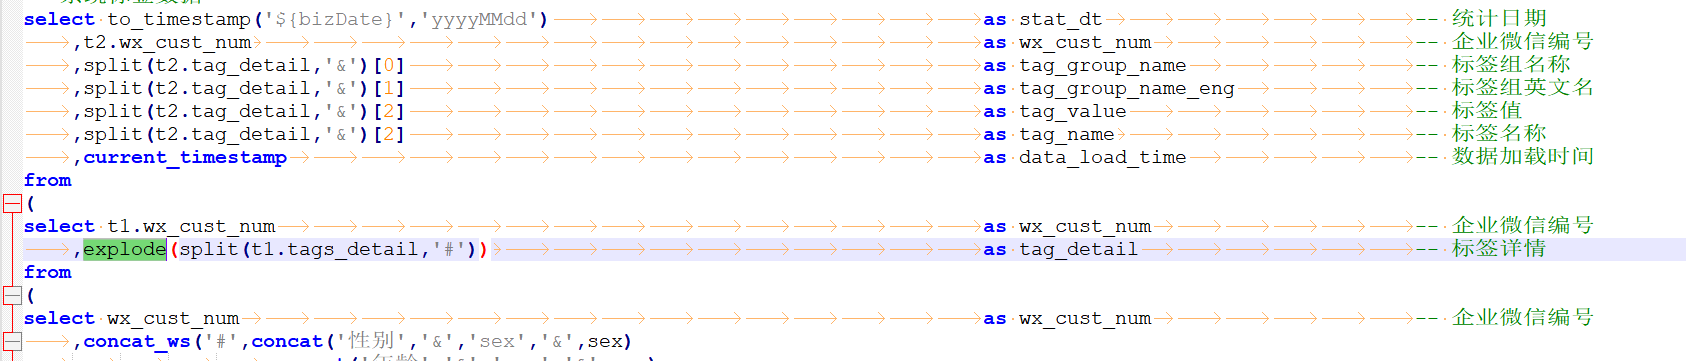 select to_timestamp('${bizDate}','yyyyMMdd') as stat_dt -- 统计日期
,t2.wx_cust_num as wx_cust_num -- 企业微信编号
,split(t2.tag_detail,'&')[0] as tag_group_name -- 标签组名称
,split(t2.tag_detail,'&')[1] as tag_group_name_eng -- 标签组英文名
,split(t2.tag_detail,'&')[2] as tag_value -- 标签值
,split(t2.tag_detail,'&')[2] as tag_name -- 标签名称
,current_timestamp as data_load_time -- 数据加载时间
from
(
select t1.wx_cust_num as wx_cust_num -- 企业微信编号
,explode(split(t1.tags_detail,'#')) as tag_detail -- 标签详情
from
(
select wx_cust_num as wx_cust_num -- 企业微信编号
,concat_ws('#',concat('性别','&','sex','&',sex)